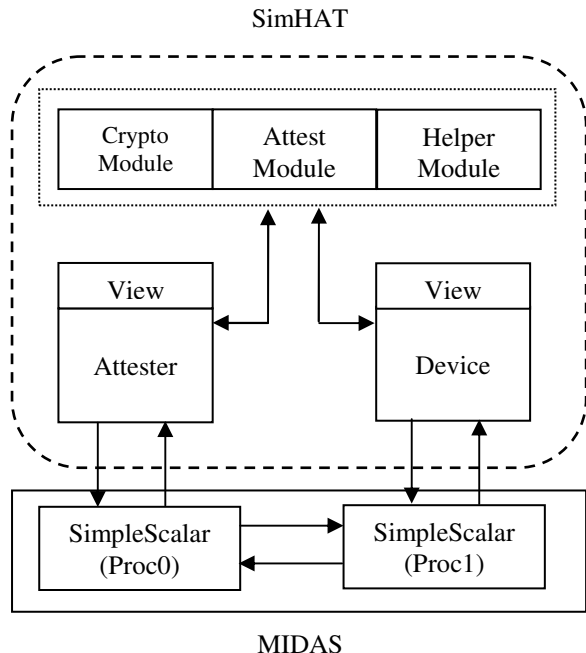 SimHAT
Crypto
Module
Attest
Module
Helper
Module
View
Attester
View
Device
SimpleScalar
(Proc0)
SimpleScalar
(Proc1)
MIDAS